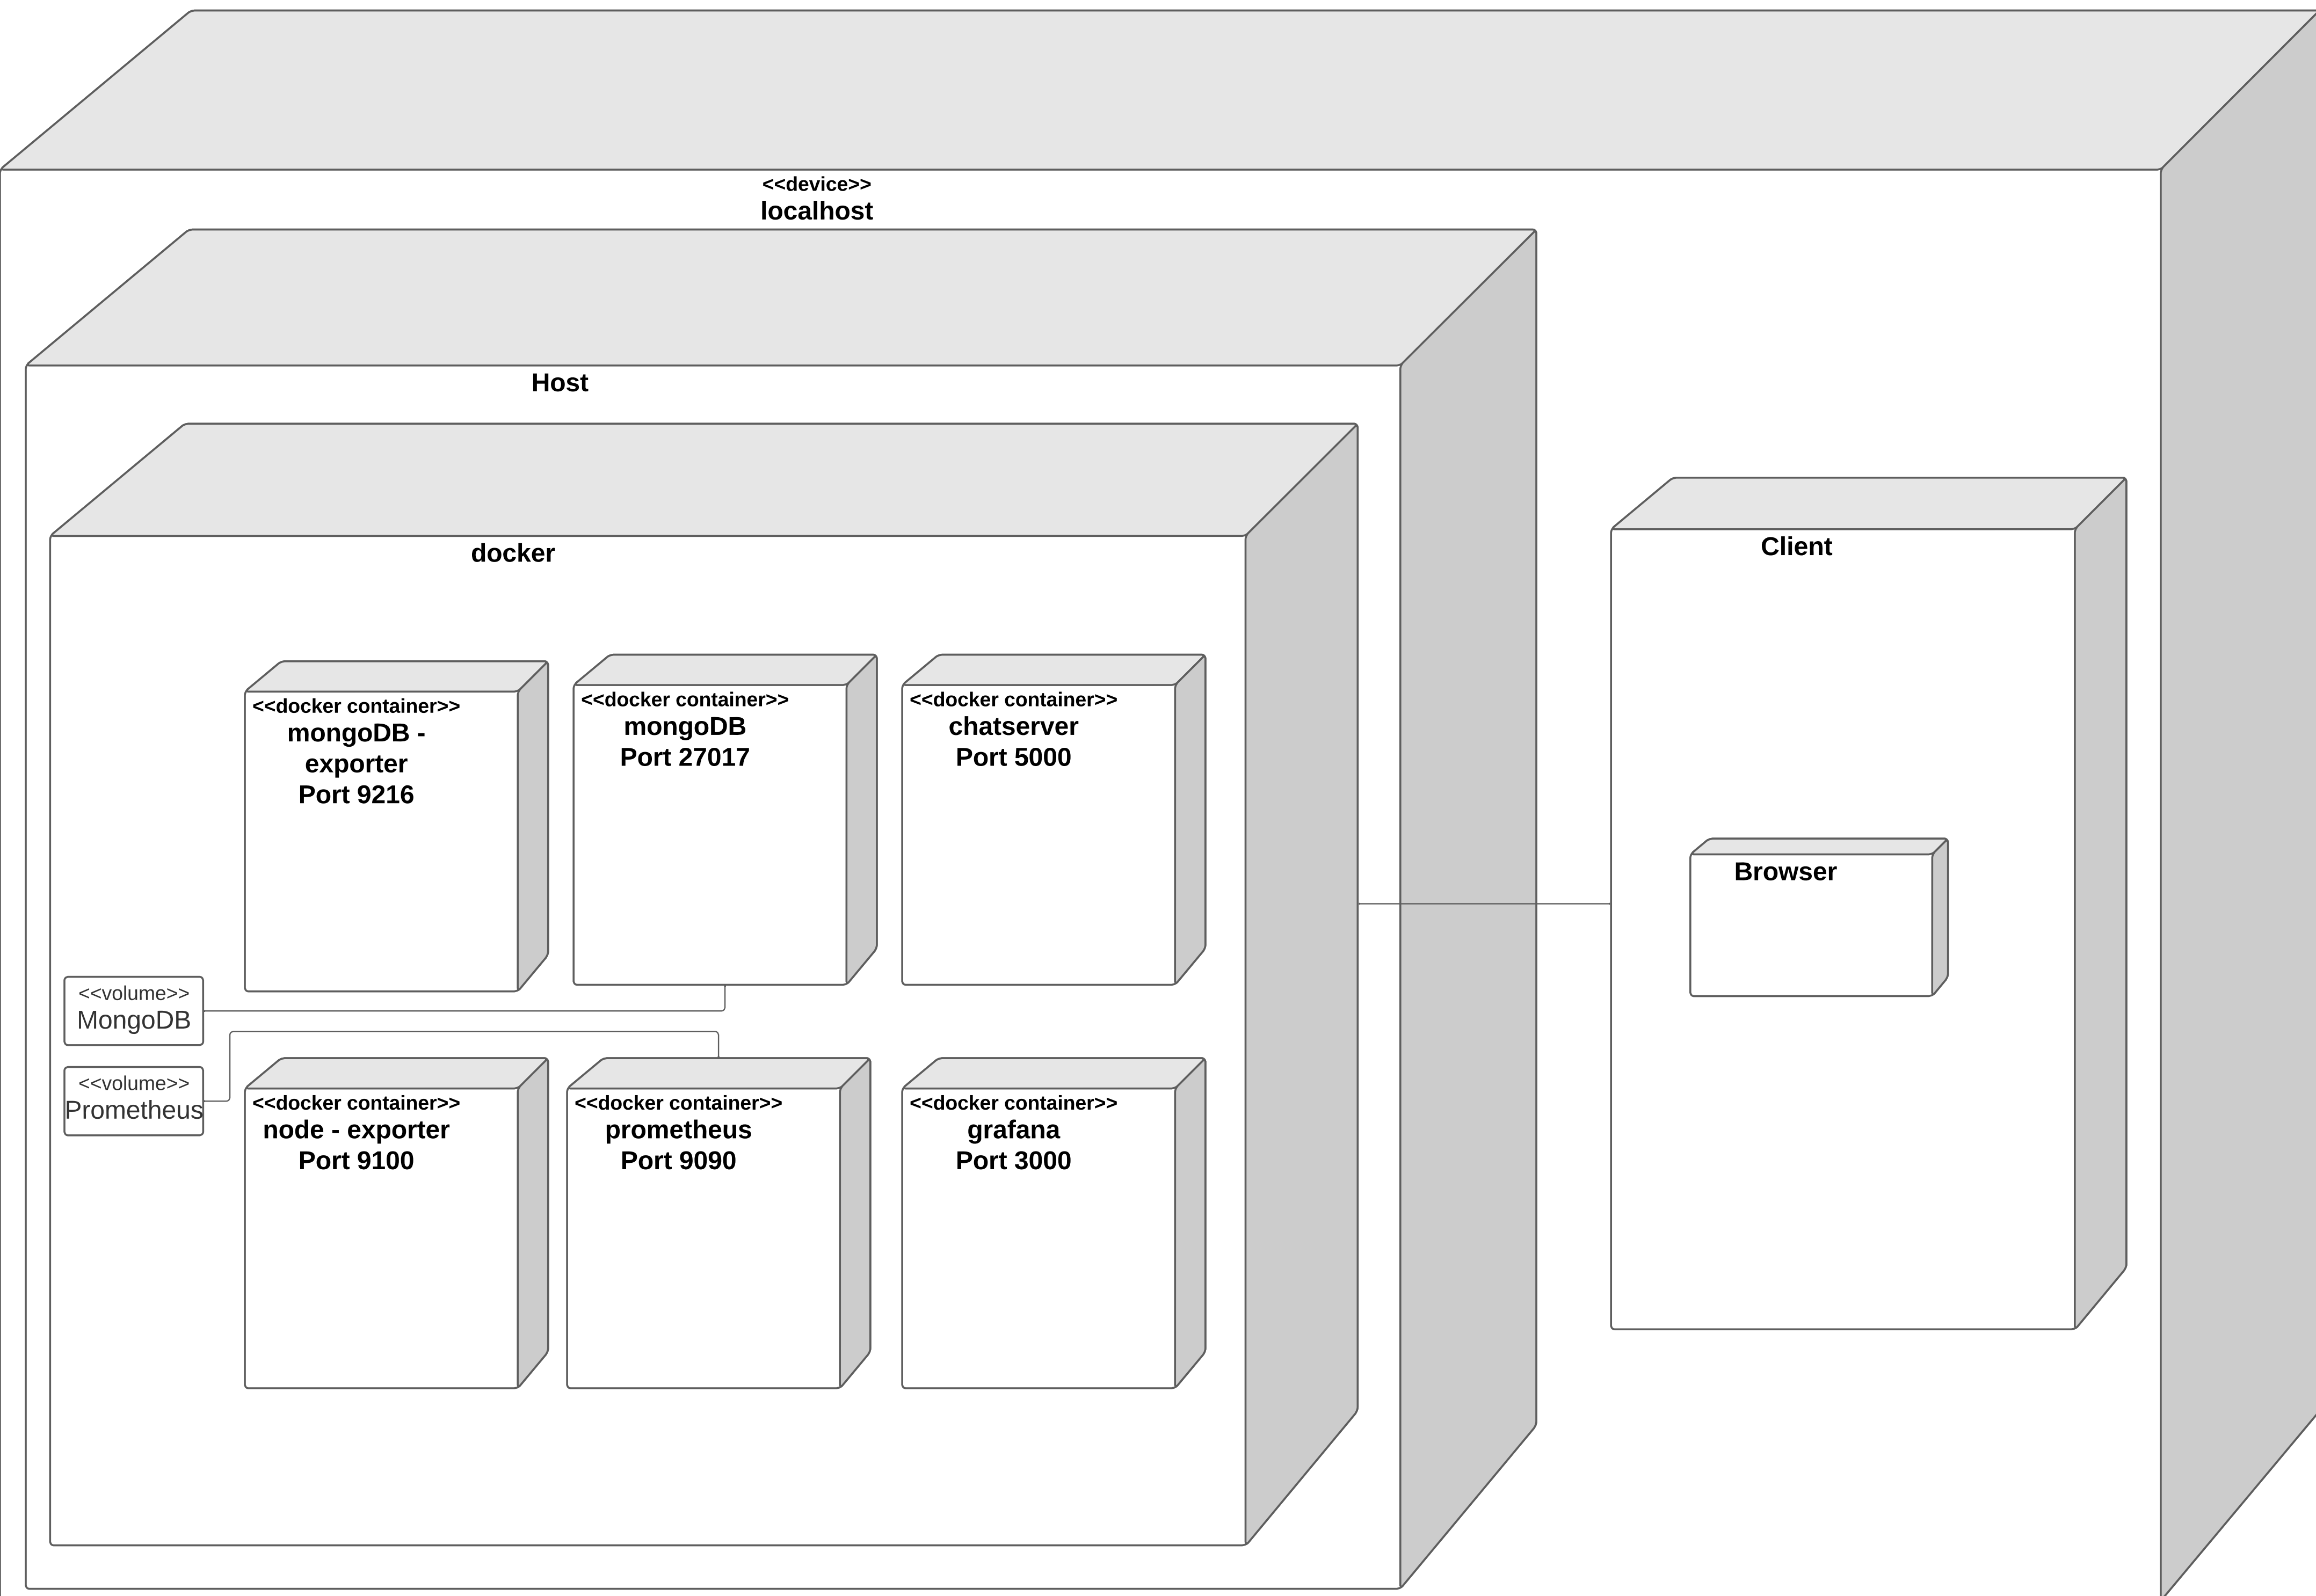 <<device>>
localhost
Host
docker
Client
<<docker container>>
mongoDB -
exporter
Port 9216
<<docker container>>
mongoDB
Port 27017
<<docker container>>
chatserver
Port 5000
Browser
<<volume>>
MongoDB
<<volume>>
Prometheus
<<docker container>>
node - exporter
Port 9100
<<docker container>>
prometheus
Port 9090
<<docker container>>
grafana
Port 3000